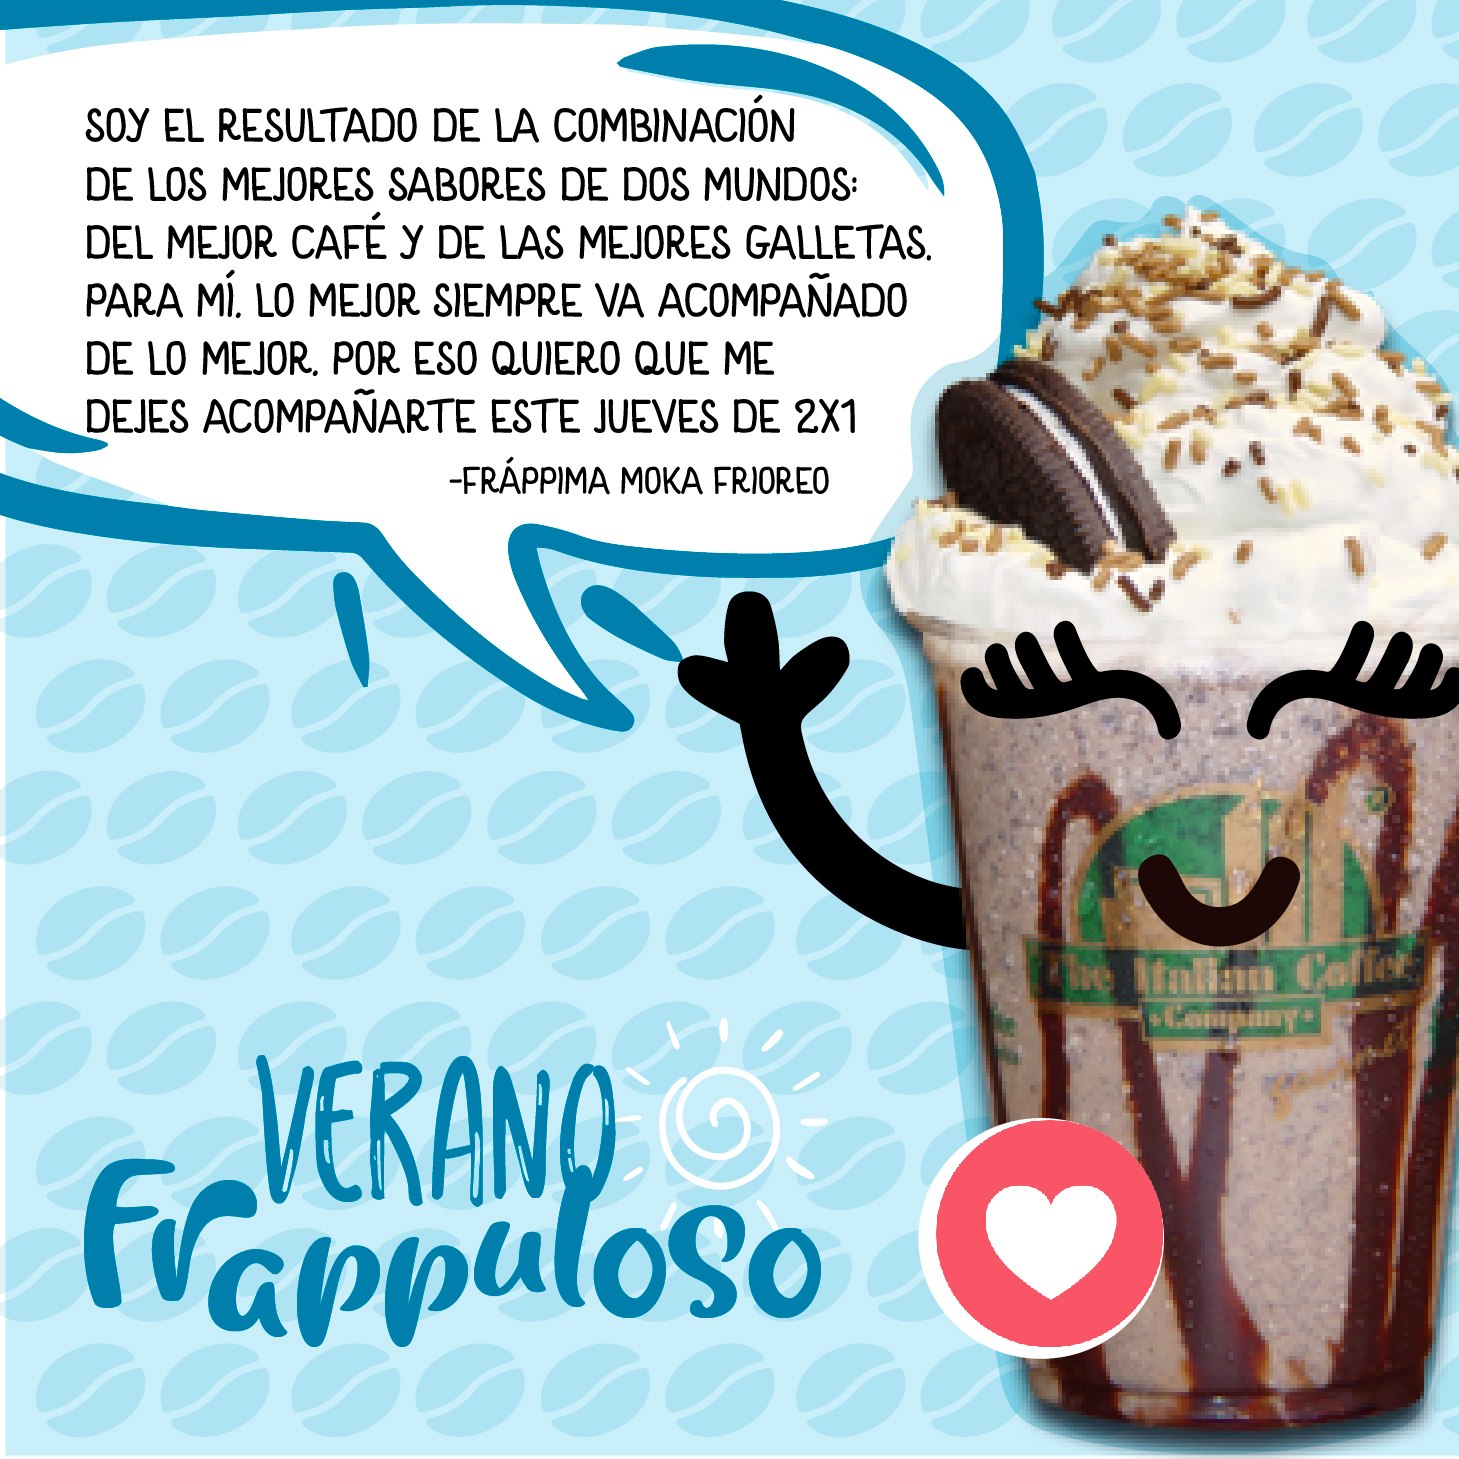 SOY EL RESULTADO DE LA COMBINACIÓN
DE LOS MEJORES SABORES DE DOS MUNDOS:
DEL MEJOR CAFÉ Y DE LAS MEJORES GALLETAS.
PARA MÍ, LO MEJOR SIEMPRE VA ACOMPAÑADO
DE LO MEJOR, POR ESO QUIERO QUE ME
DEJES ACOMPAÑARTE ESTE JUEVES DE 2X1
-FRÁPPIMA MOKA FRIOREO
The Italian Coffee
Company
gourmet
®
VERANO
Frappuloso